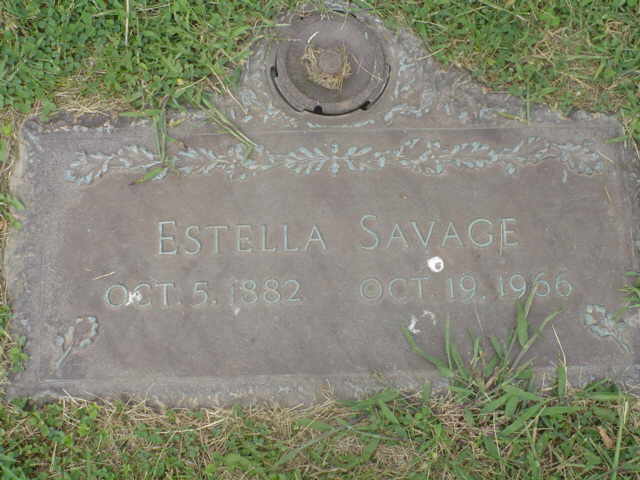 ESTELLA SAVAGE
OCT. 5. 1882 OCT. 19. 1966